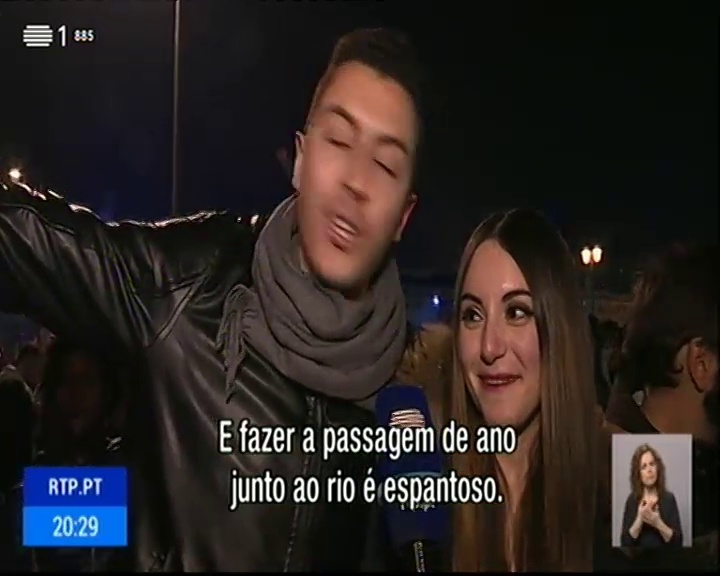 1 885
E fazer a passagem de ano
junto ao rio é espantoso.
RTP.PT
20:29